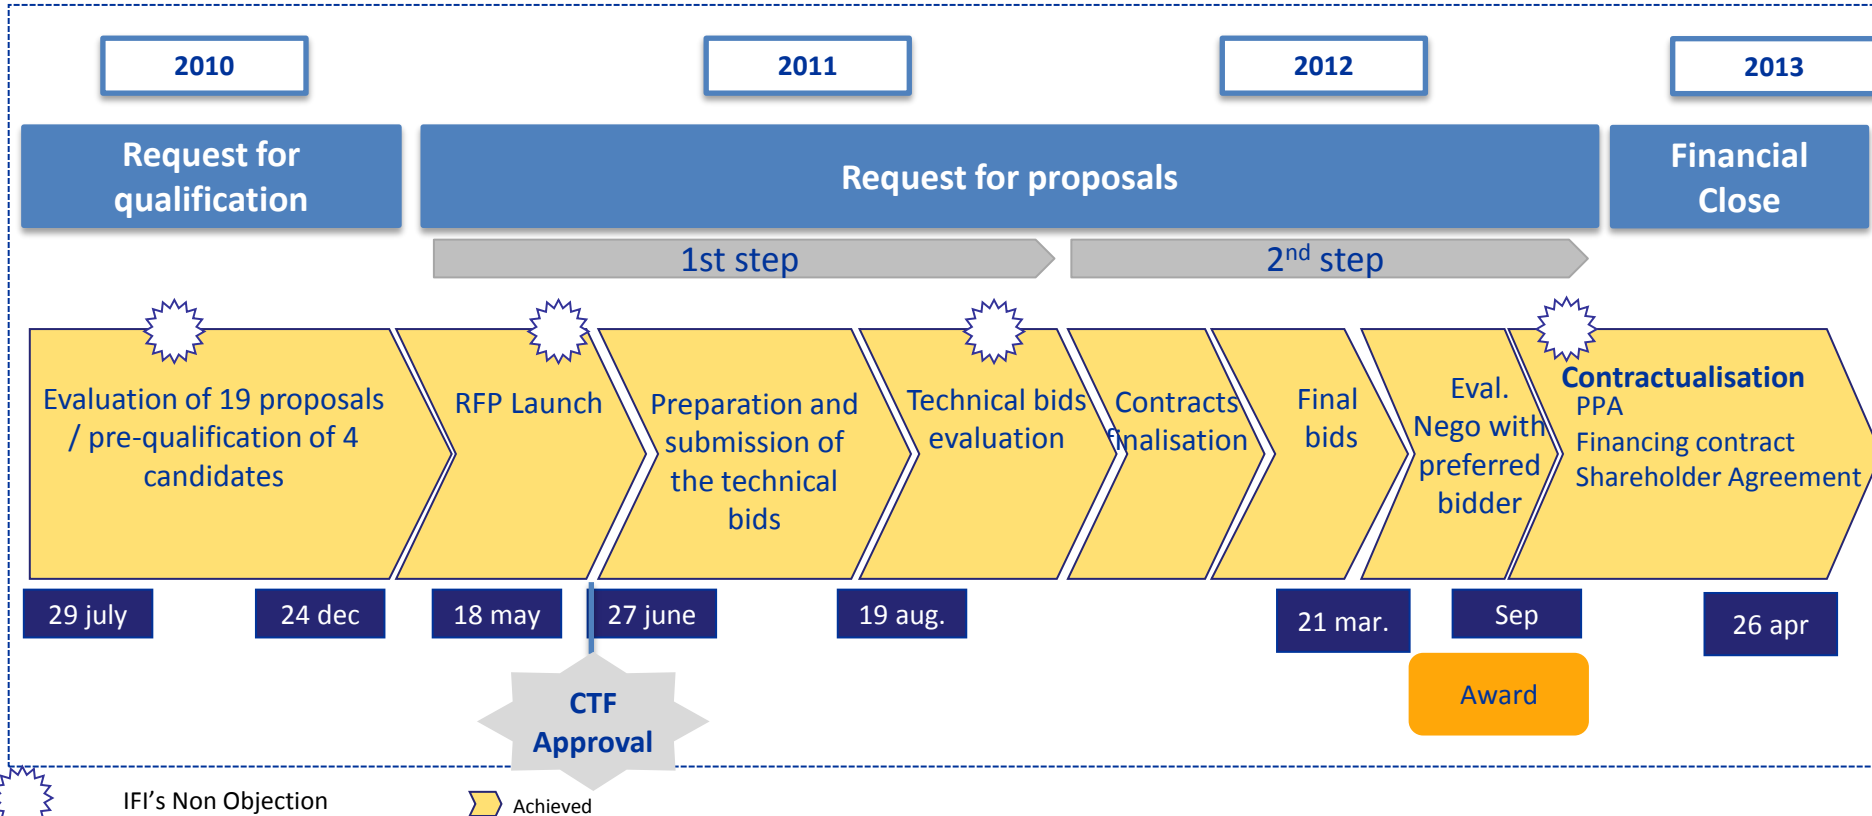 2010
2011
2012
2013
Request for
qualification
Request for proposals
Financial
Close
1st step
2nd step
Evaluation of 19 proposals
/ pre-qualification of 4
candidates
RFP Launch
Preparation and
submission of
the technical
bids
Technical bids
evaluation
Contracts
finalisation
Final
bids
Eval.
Nego with
preferred
bidder
Contractualisation
PPA
Financing contract
Shareholder Agreement
29 july
24 dec
18 may
27 june
19 aug.
21 mar.
Sep
26 apr
CTF
Approval
Award
IFI's Non Objection
Achieved